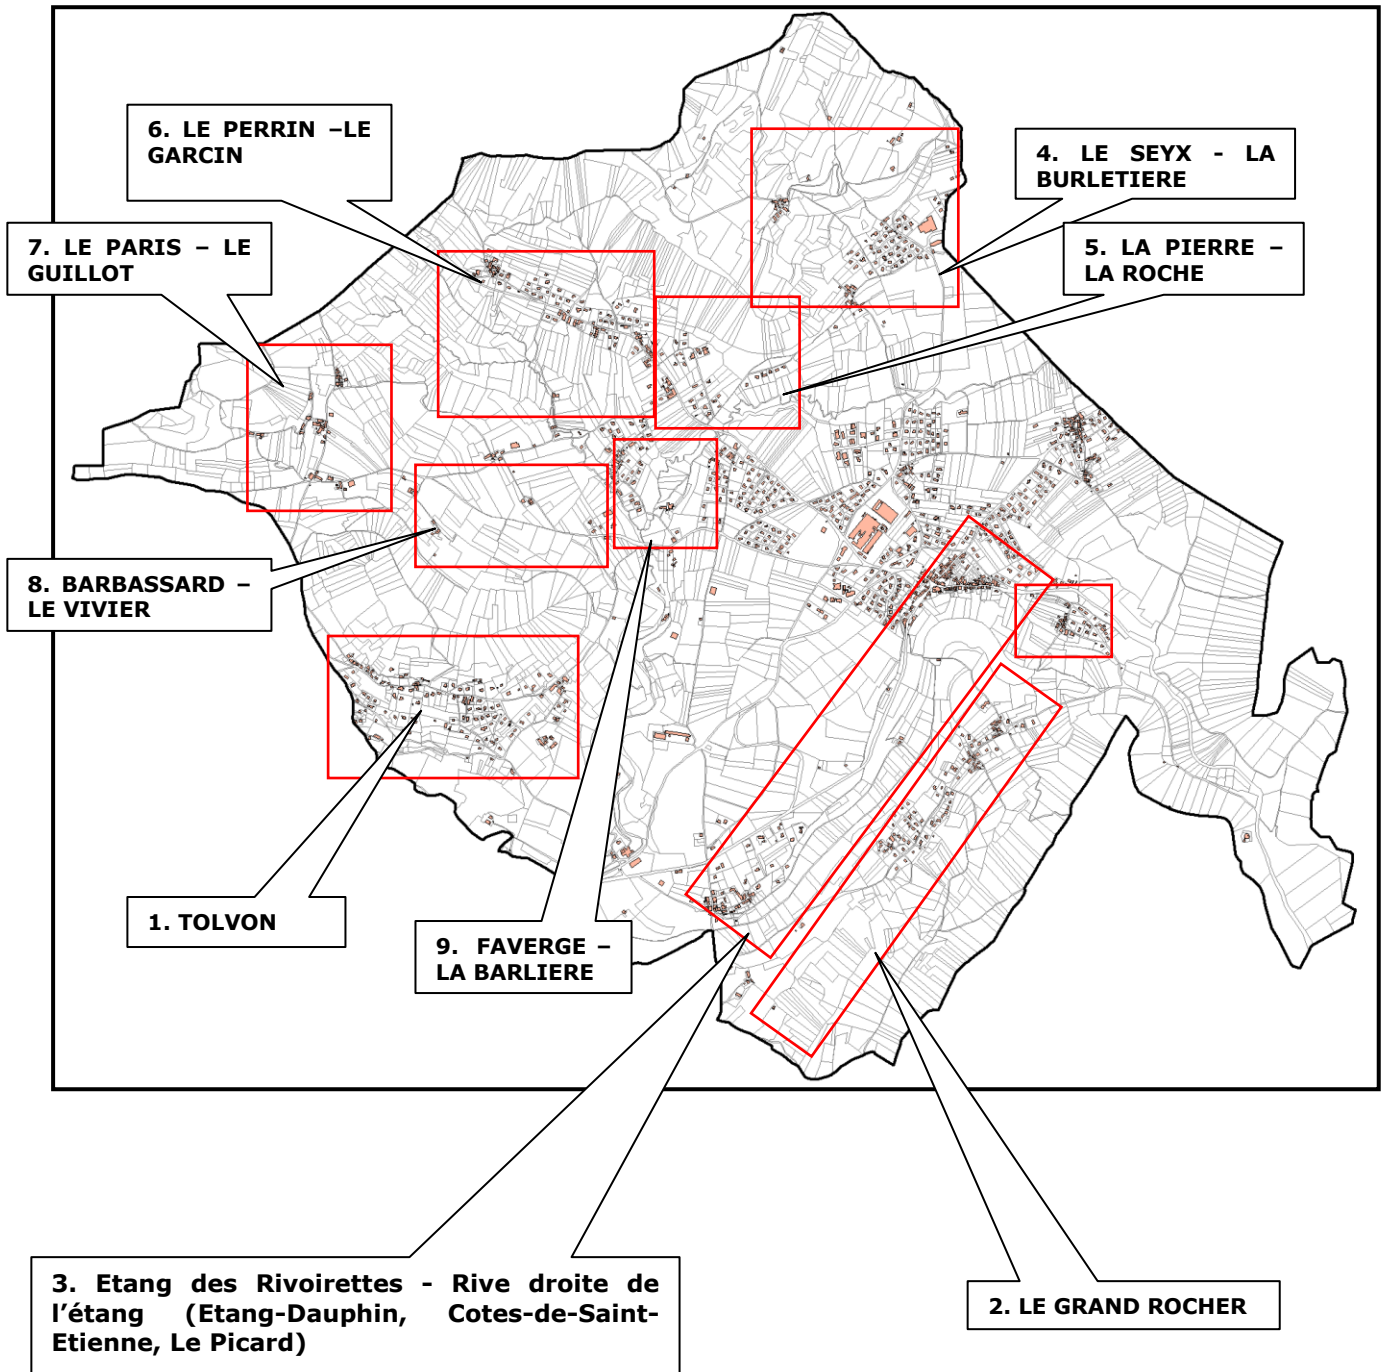 6. LE PERRIN –LE
GARCIN
4. LE SEYX - LA
BURLETIERE
7. LE PARIS – LE
GUILLOT
5. LA PIERRE –
LA ROCHE
8. BARBASSARD –
LE VIVIER
1. TOLVON
9. FAVERGE –
LA BARLIERE
3. Etang des Rivoirettes - Rive droite de
l’étang (Etang-Dauphin, Cotes-de-Saint-
Etienne, Le Picard)
2. LE GRAND ROCHER